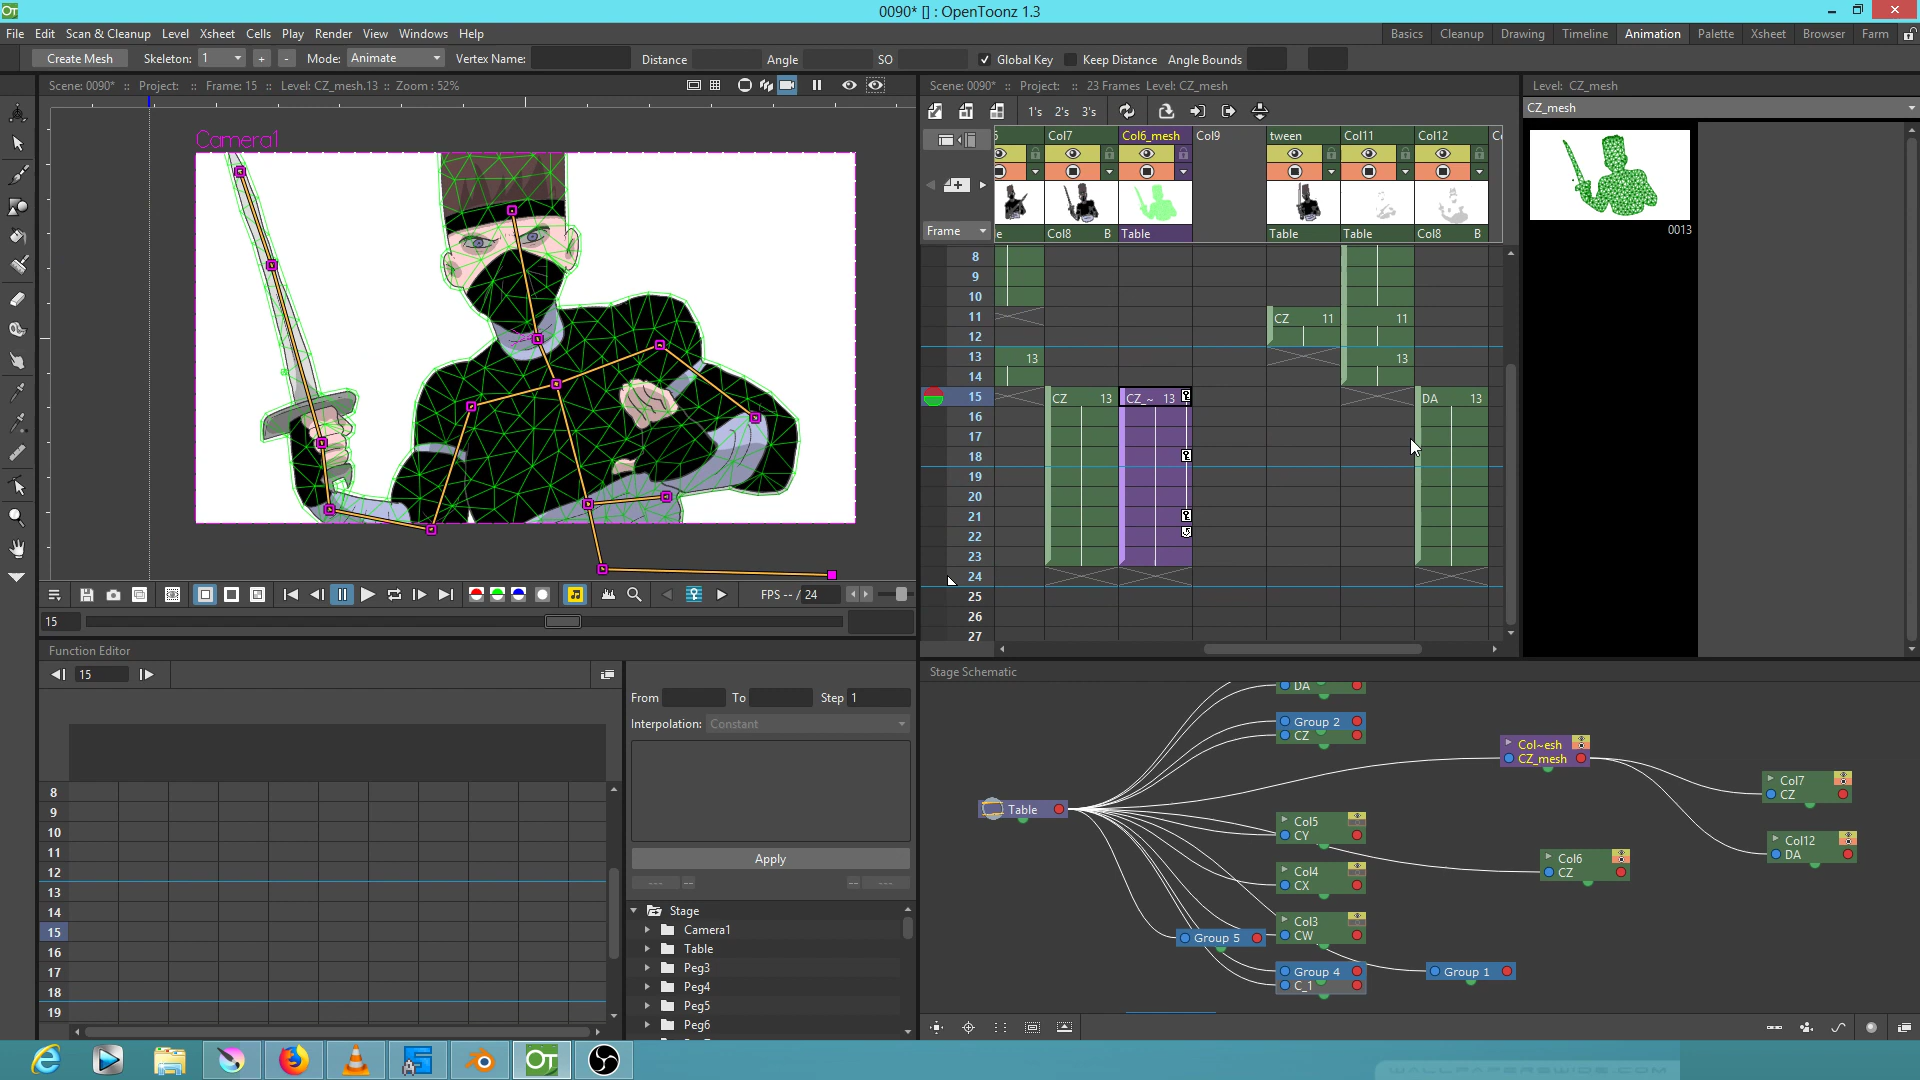 0090* [] : OpenToonz 1.3
File Edit Scan & Cleanup Level Xsheet Cells Play Render View Windows Help
Basics Cleanup Drawing Timeline Animation Palette Xsheet Browser Farm
Create Mesh Skeleton: 1 + - Mode: Animate Vertex Name: Distance Angle SO Global Key Keep Distance Angle Bounds
Scene: 0090* :: Project: :: Frame: 15 :: Level: CZ_mesh.13 :: Zoom : 52%
Scene: 0090* :: Project: :: 23 Frames Level: CZ_mesh
Level: CZ_mesh
CZ_mesh
1's 2's 3's
Camera1
Col7 Col6_mesh Col9 tween Col11 Col12
0013
Frame
Col8 B Table Table Table Col8 B
8
9
10
11 CZ 11 11
12
13 13 13
14
15 CZ 13 CZ_~ 13 DA 13
16
17
18
19
20
21
22
23
24
25
26
27
FPS -- / 24
15
Function Editor
15
8
9
10
11
12
13
14
15
16
17
18
19
From To Step 1
Interpolation: Constant
Apply
--- -- -- ---
Stage
Camera1
Table
Peg3
Peg4
Peg5
Peg6
Stage Schematic
DA
Group 2
CZ
Col~esh
CZ_mesh
Col7
CZ
Table
Col5
CY
Col12
DA
Col6
CZ
Col4
CX
Col3
CW
Group 5
Group 4
C_1
Group 1
OT